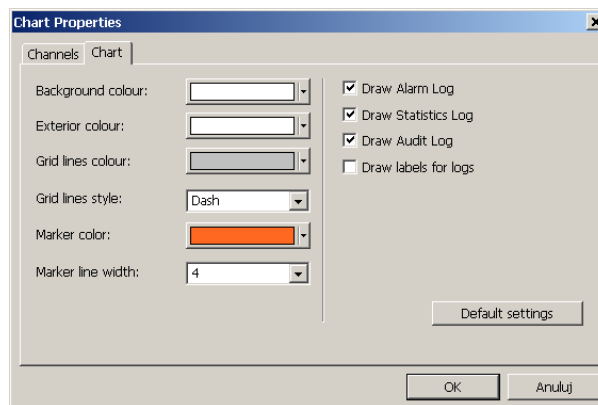 Chart Properties
Channels Chart
Background colour:
Exterior colour:
Grid lines colour:
Grid lines style: Dash
Marker color:
Marker line width: 4
Draw Alarm Log
Draw Statistics Log
Draw Audit Log
Draw labels for logs
Default settings
OK Anuluj